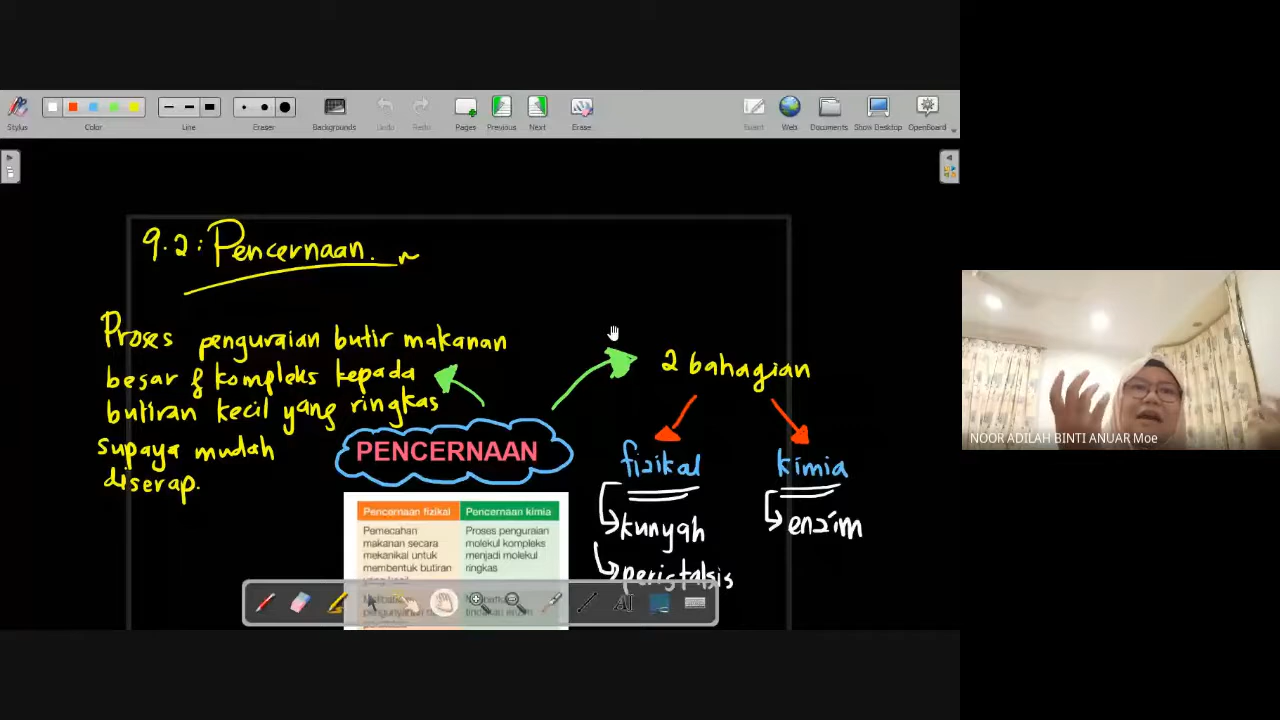 Stylus
Color
Line
Eraser
Backgrounds
Undo
Redo
Pages
Previous
Next
Erase
Board
Web
Documents
Show Desktop
OpenBoard
9.2: Pencernaan.
Proses penguraian butir makanan
besar & kompleks kepada
butiran kecil yang ringkas
supaya mudah
diserap.
PENCERNAAN
2 bahagian
fizikal
kimia
kunyah
enzim
peristalsis
Pencernaan fizikal
Pencernaan kimia
Pemecahan
makanan secara
mekanikal untuk
membentuk butiran
yang kecil
Proses penguraian
molekul kompleks
menjadi molekul
ringkas
NOOR ADILAH BINTI ANUAR Moe